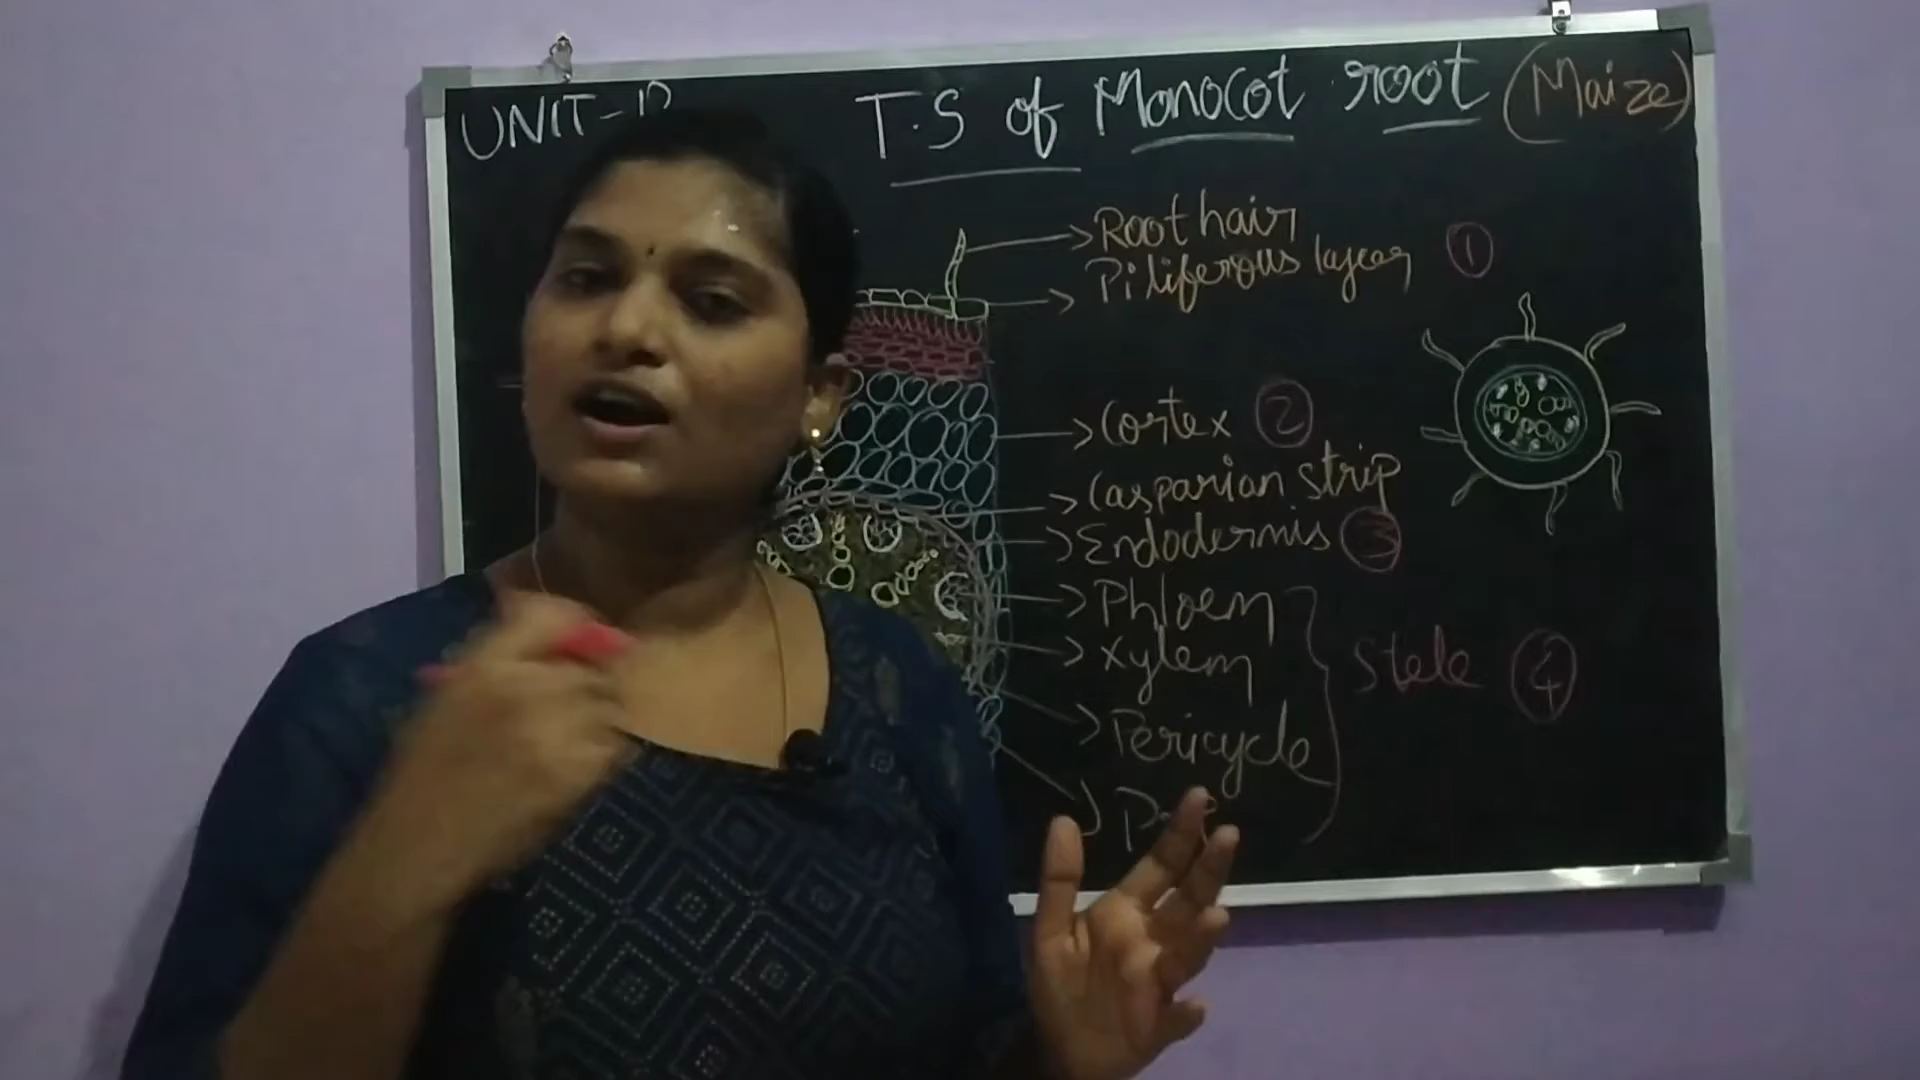 UNIT-
T.S of Monocot root (Maize)
Root hair
Piliferous layer ①
Cortex ②
Casparian strip
Endodermis ③
Phloem
Xylem
Stele ④
Pericycle